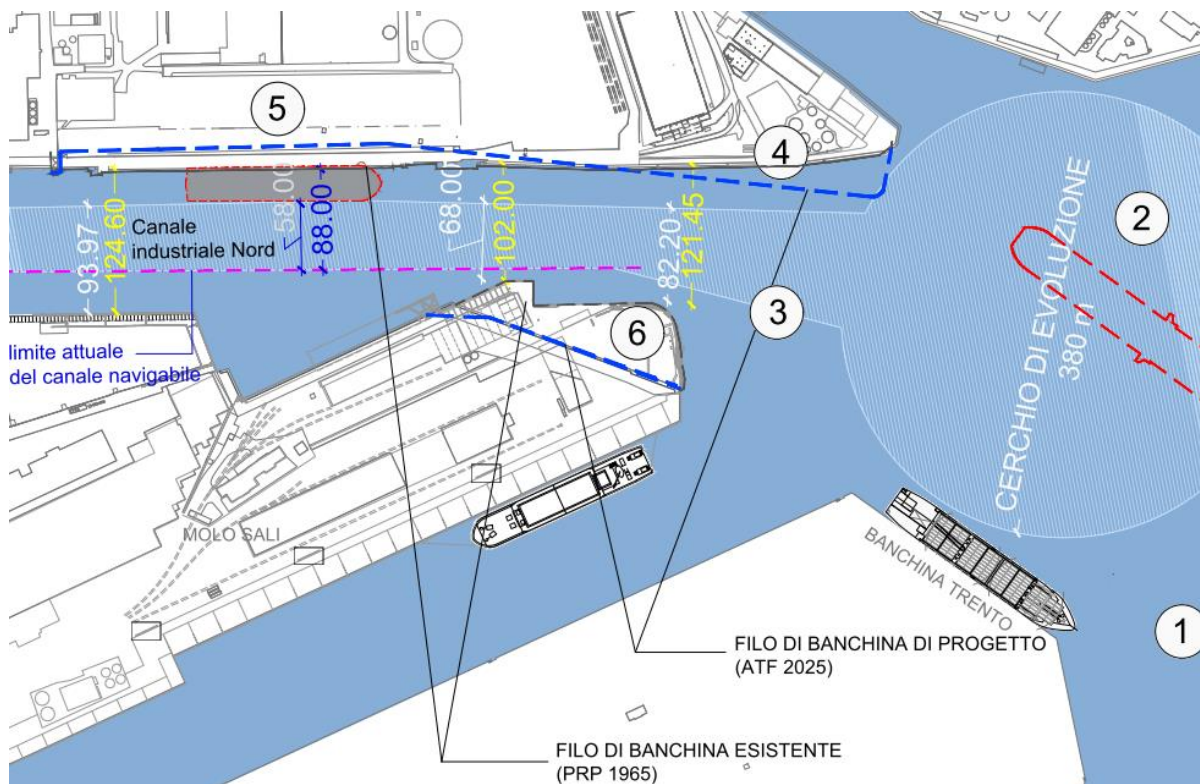 5
4
2
58.00
88.00
68.00
102.00
Canale
industriale Nord
93.97
124.60
82.20
121.45
CERCHIO DI EVOLUZIONE
380 m
3
6
limite attuale
del canale navigabile
MOLO SALI
BANCHINA TRENTO
1
FILO DI BANCHINA DI PROGETTO
(ATF 2025)
FILO DI BANCHINA ESISTENTE
(PRP 1965)